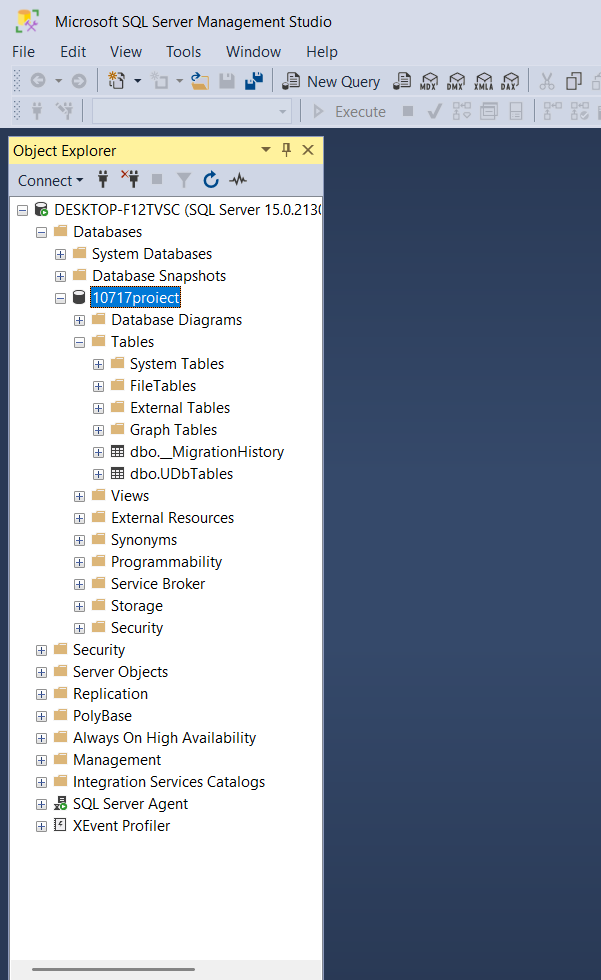 Microsoft SQL Server Management Studio
File Edit View Tools Window Help
New Query MDX DMX XMLA DAX
Execute
Object Explorer
Connect
DESKTOP-F12TVSC (SQL Server 15.0.2130
Databases
System Databases
Database Snapshots
10717proiect
Database Diagrams
Tables
System Tables
FileTables
External Tables
Graph Tables
dbo.__MigrationHistory
dbo.UDbTables
Views
External Resources
Synonyms
Programmability
Service Broker
Storage
Security
Security
Server Objects
Replication
PolyBase
Always On High Availability
Management
Integration Services Catalogs
SQL Server Agent
XEvent Profiler